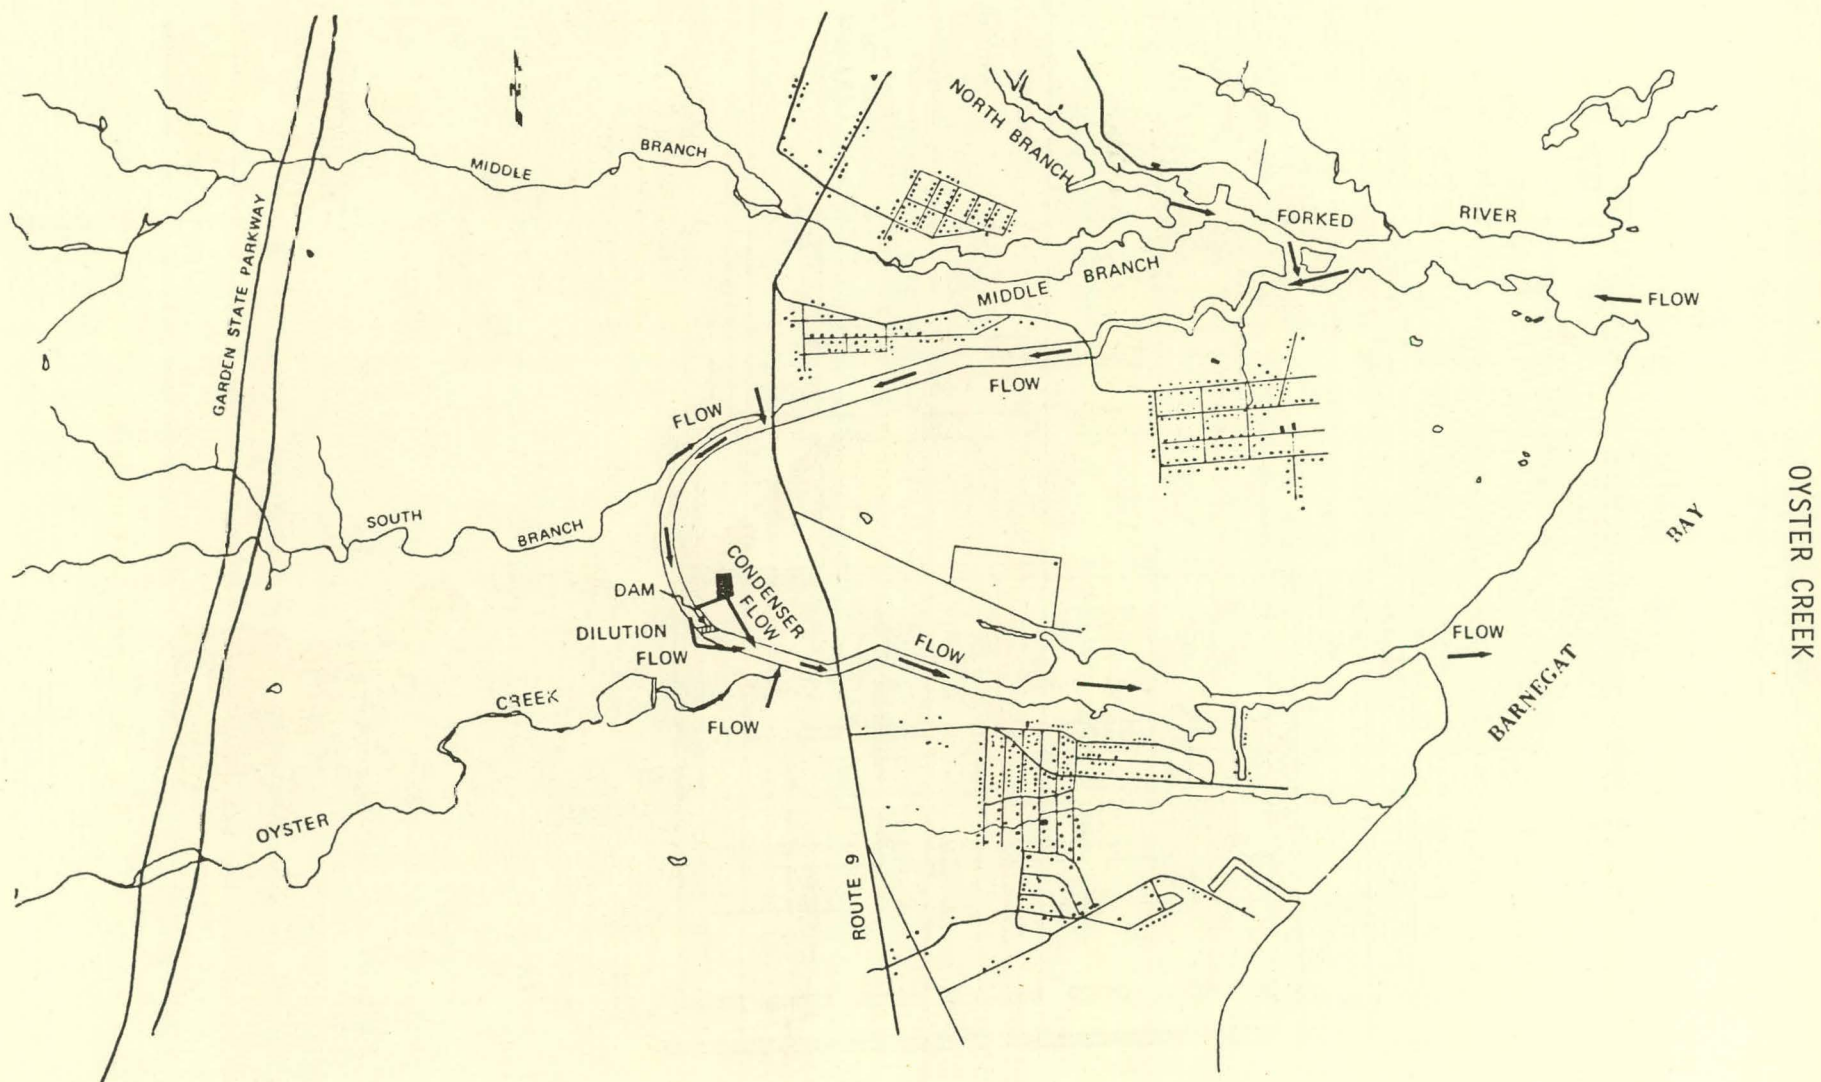 N
NORTH BRANCH
MIDDLE
BRANCH
GARDEN STATE PARKWAY
FORKED
RIVER
MIDDLE
BRANCH
FLOW
FLOW
FLOW
SOUTH
BRANCH
CONDENSER
FLOW
DAM
DILUTION
FLOW
FLOW
FLOW
CREEK
FLOW
OYSTER
ROUTE 9
BARNEGAT
BAY
OYSTER CREEK